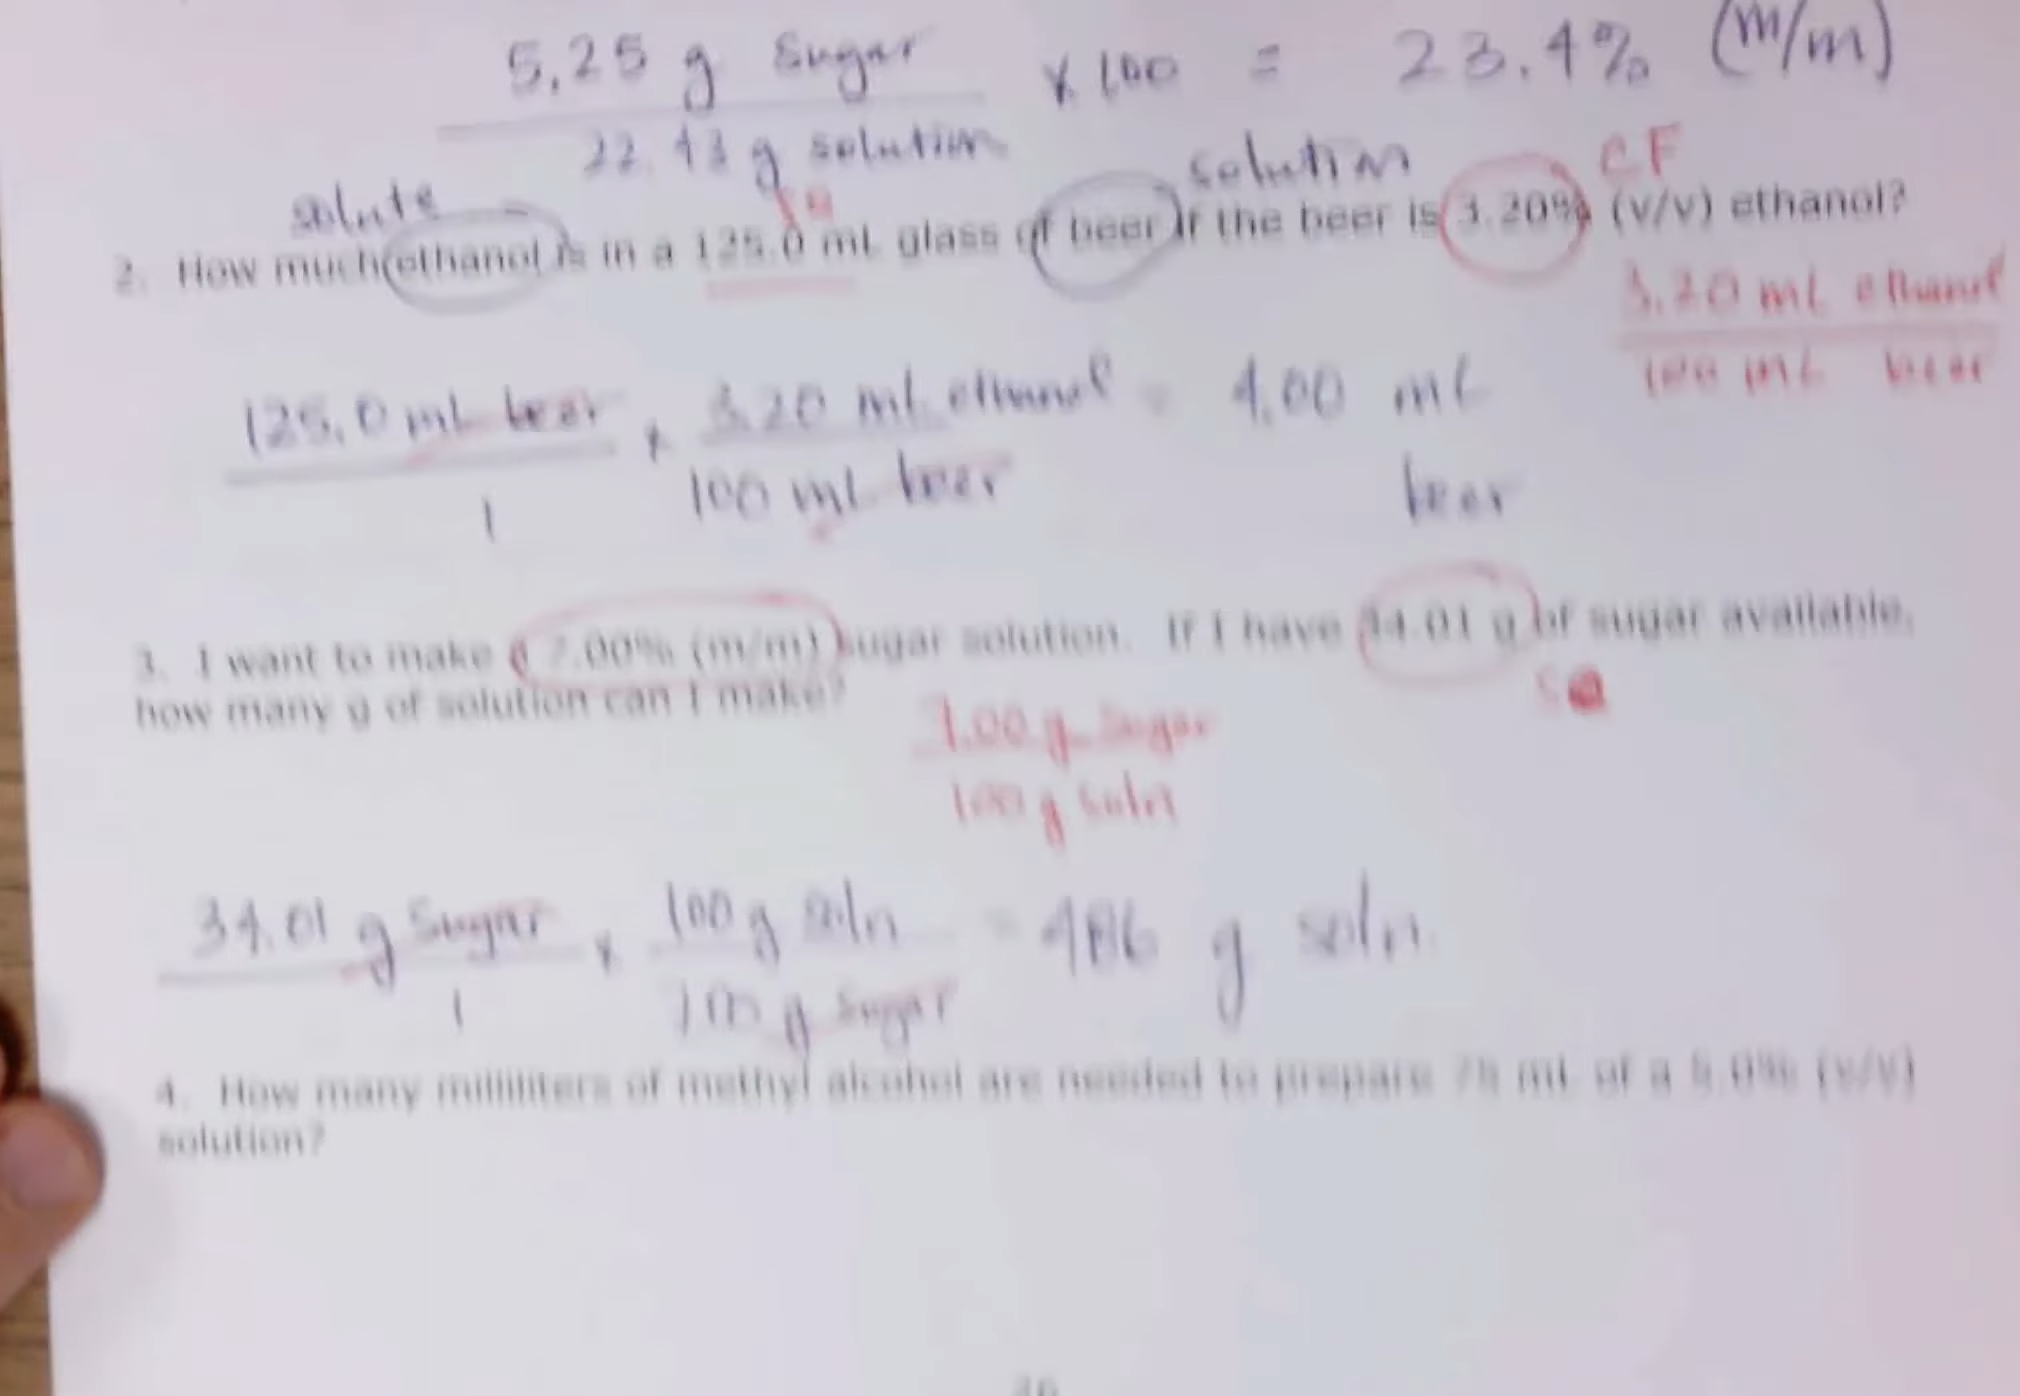 5.25 g sugar
22.43 g solution
x 100 = 23.4% (m/m)
solute
solution
CF
2. How much ethanol is in a 125.0 mL glass of beer if the beer is 3.20% (v/v) ethanol?
3.20 mL ethanol
100 mL beer
125.0 mL beer x 3.20 mL ethanol = 4.00 mL
1 100 mL beer beer
3. I want to make a 7.00% (m/m) sugar solution. If I have 34.01 g of sugar available,
how many g of solution can I make?
7.00 g sugar
100 g soln
34.01 g sugar x 100 g soln = 486 g soln
1 7.00 g sugar
4. How many milliliters of methyl alcohol are needed to prepare 75 mL of a 5.0% (v/v)
solution?